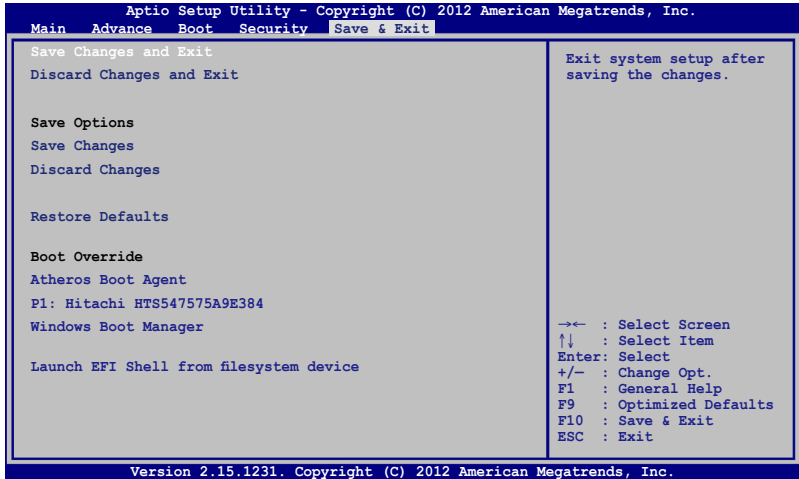 Aptio Setup Utility - Copyright (C) 2012 American Megatrends, Inc.
Main Advance Boot Security Save & Exit
Save Changes and Exit
Discard Changes and Exit
Save Options
Save Changes
Discard Changes
Restore Defaults
Boot Override
Atheros Boot Agent
P1: Hitachi HTS547575A9E384
Windows Boot Manager
Launch EFI Shell from filesystem device
Exit system setup after
saving the changes.
→← : Select Screen
↑↓ : Select Item
Enter: Select
+/— : Change Opt.
F1 : General Help
F9 : Optimized Defaults
F10 : Save & Exit
ESC : Exit
Version 2.15.1231. Copyright (C) 2012 American Megatrends, Inc.